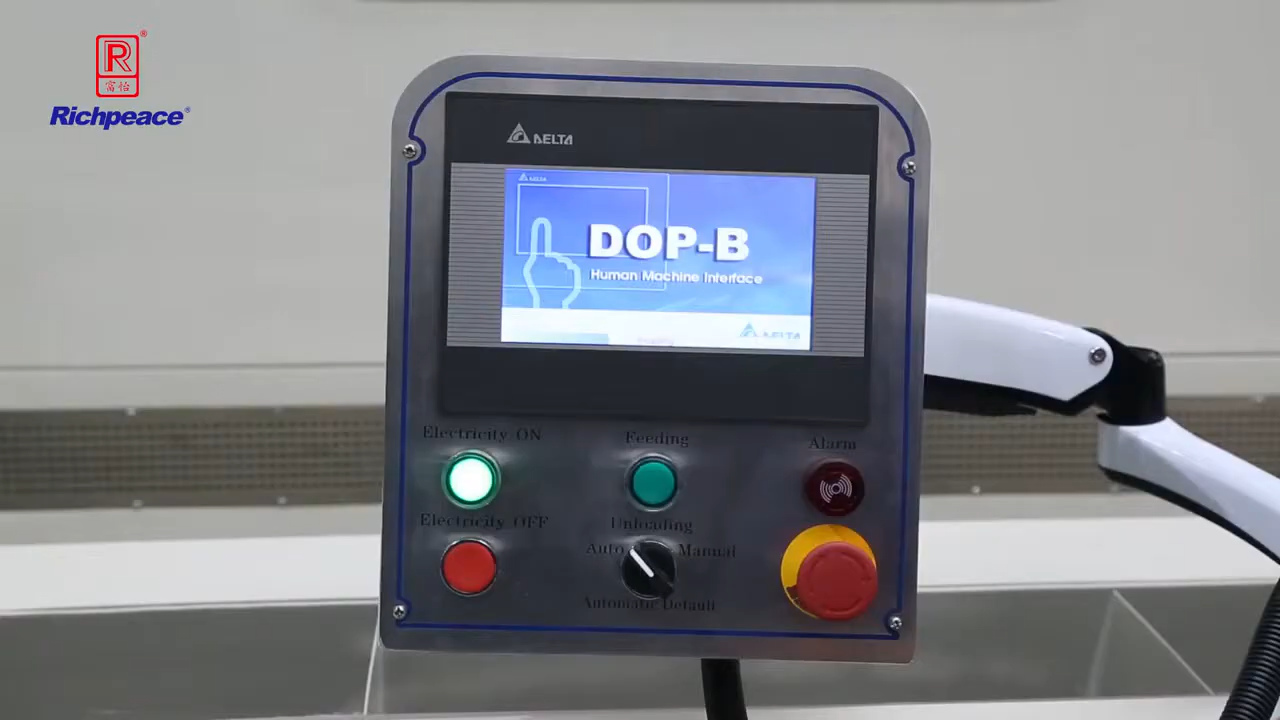 R
富怡
Richpeace
DELTA
DELTA
DOP-B
Human Machine Interface
DELTA
Electricity ON
Feeding
Alarm
Electricity OFF
Unloading
Auto Manual
Automatic Default